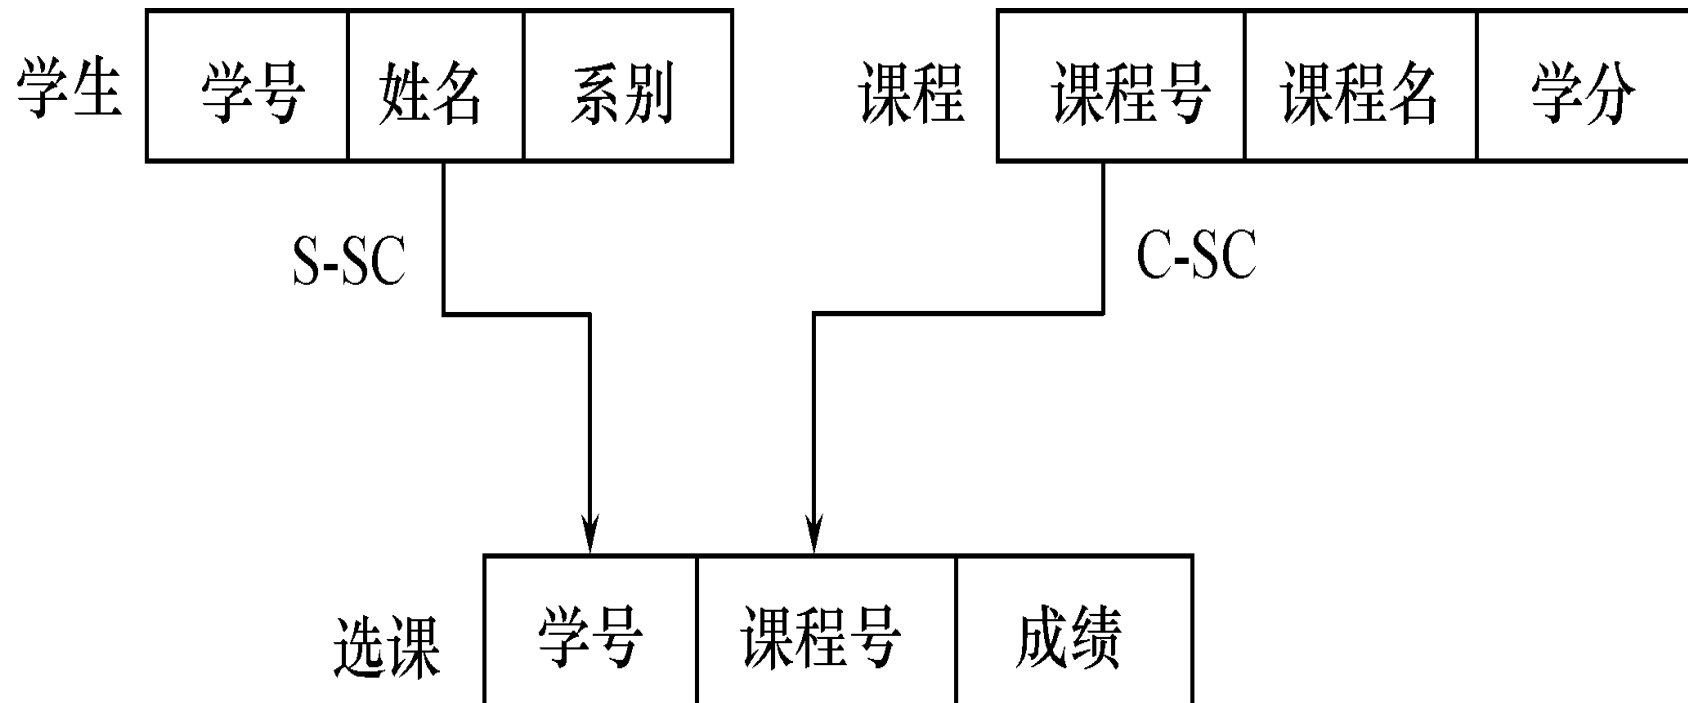 学生 学号 姓名 系别 课程 课程号 课程名 学分
S-SC C-SC
选课 学号 课程号 成绩